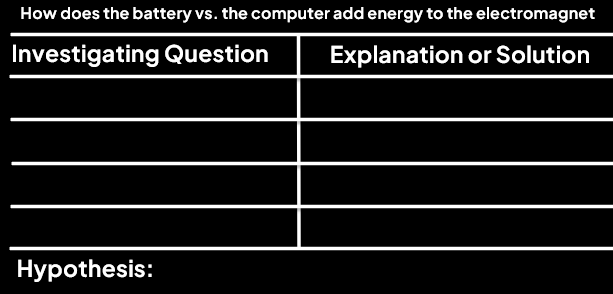 How does the battery vs. the computer add energy to the electromagnet
Investigating Question
Explanation or Solution
Hypothesis: